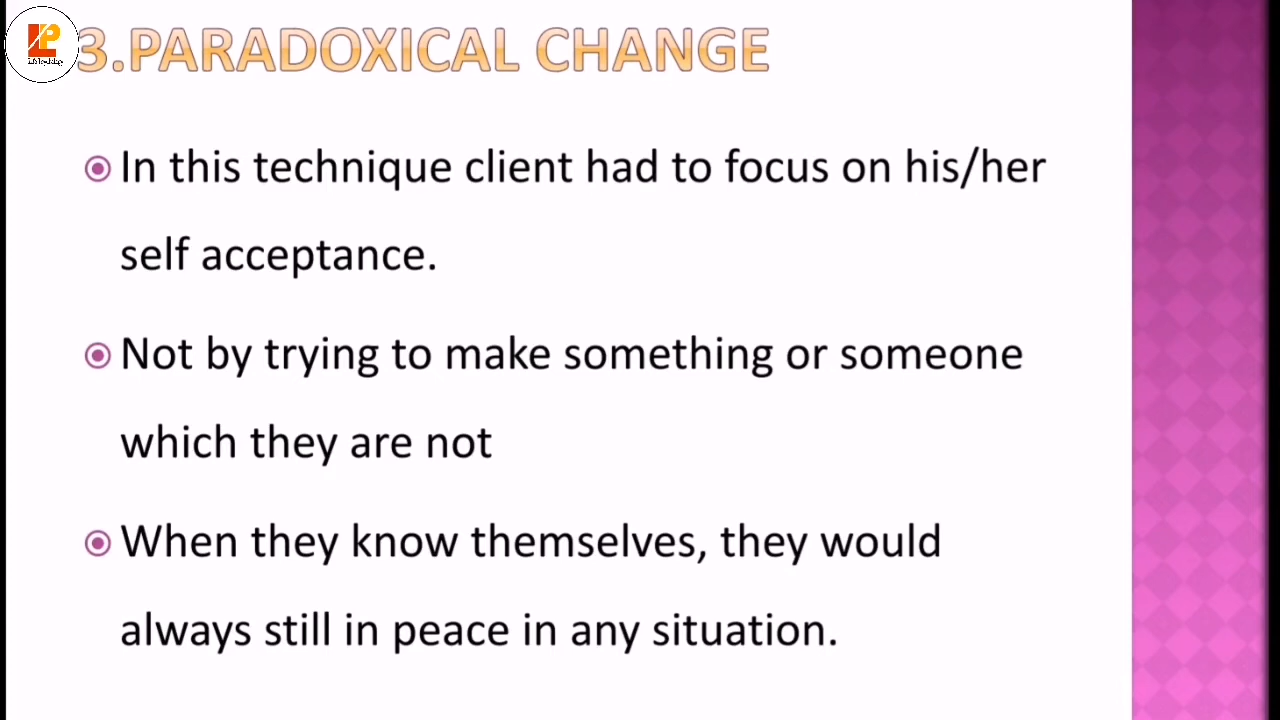 LP
3.PARADOXICAL CHANGE
In this technique client had to focus on his/her
self acceptance.
Not by trying to make something or someone
which they are not
When they know themselves, they would
always still in peace in any situation.